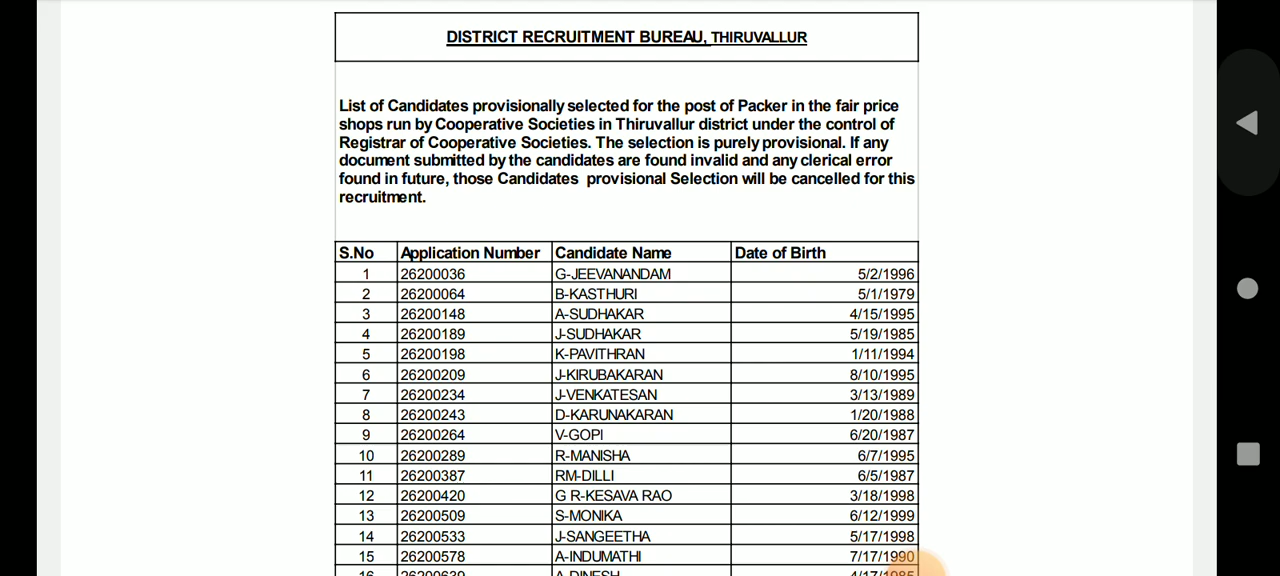 DISTRICT RECRUITMENT BUREAU, THIRUVALLUR
List of Candidates provisionally selected for the post of Packer in the fair price
shops run by Cooperative Societies in Thiruvallur district under the control of
Registrar of Cooperative Societies. The selection is purely provisional. If any
document submitted by the candidates are found invalid and any clerical error
found in future, those Candidates provisional Selection will be cancelled for this
recruitment.
S.No Application Number Candidate Name Date of Birth
1 26200036 G-JEEVANANDAM 5/2/1996
2 26200064 B-KASTHURI 5/1/1979
3 26200148 A-SUDHAKAR 4/15/1995
4 26200189 J-SUDHAKAR 5/19/1985
5 26200198 K-PAVITHRAN 1/11/1994
6 26200209 J-KIRUBAKARAN 8/10/1995
7 26200234 J-VENKATESAN 3/13/1989
8 26200243 D-KARUNAKARAN 1/20/1988
9 26200264 V-GOPI 6/20/1987
10 26200289 R-MANISHA 6/7/1995
11 26200387 RM-DILLI 6/5/1987
12 26200420 G R-KESAVA RAO 3/18/1998
13 26200509 S-MONIKA 6/12/1999
14 26200533 J-SANGEETHA 5/17/1998
15 26200578 A-INDUMATHI 7/17/1990
16 26200639 A-DINESH 4/17/1985